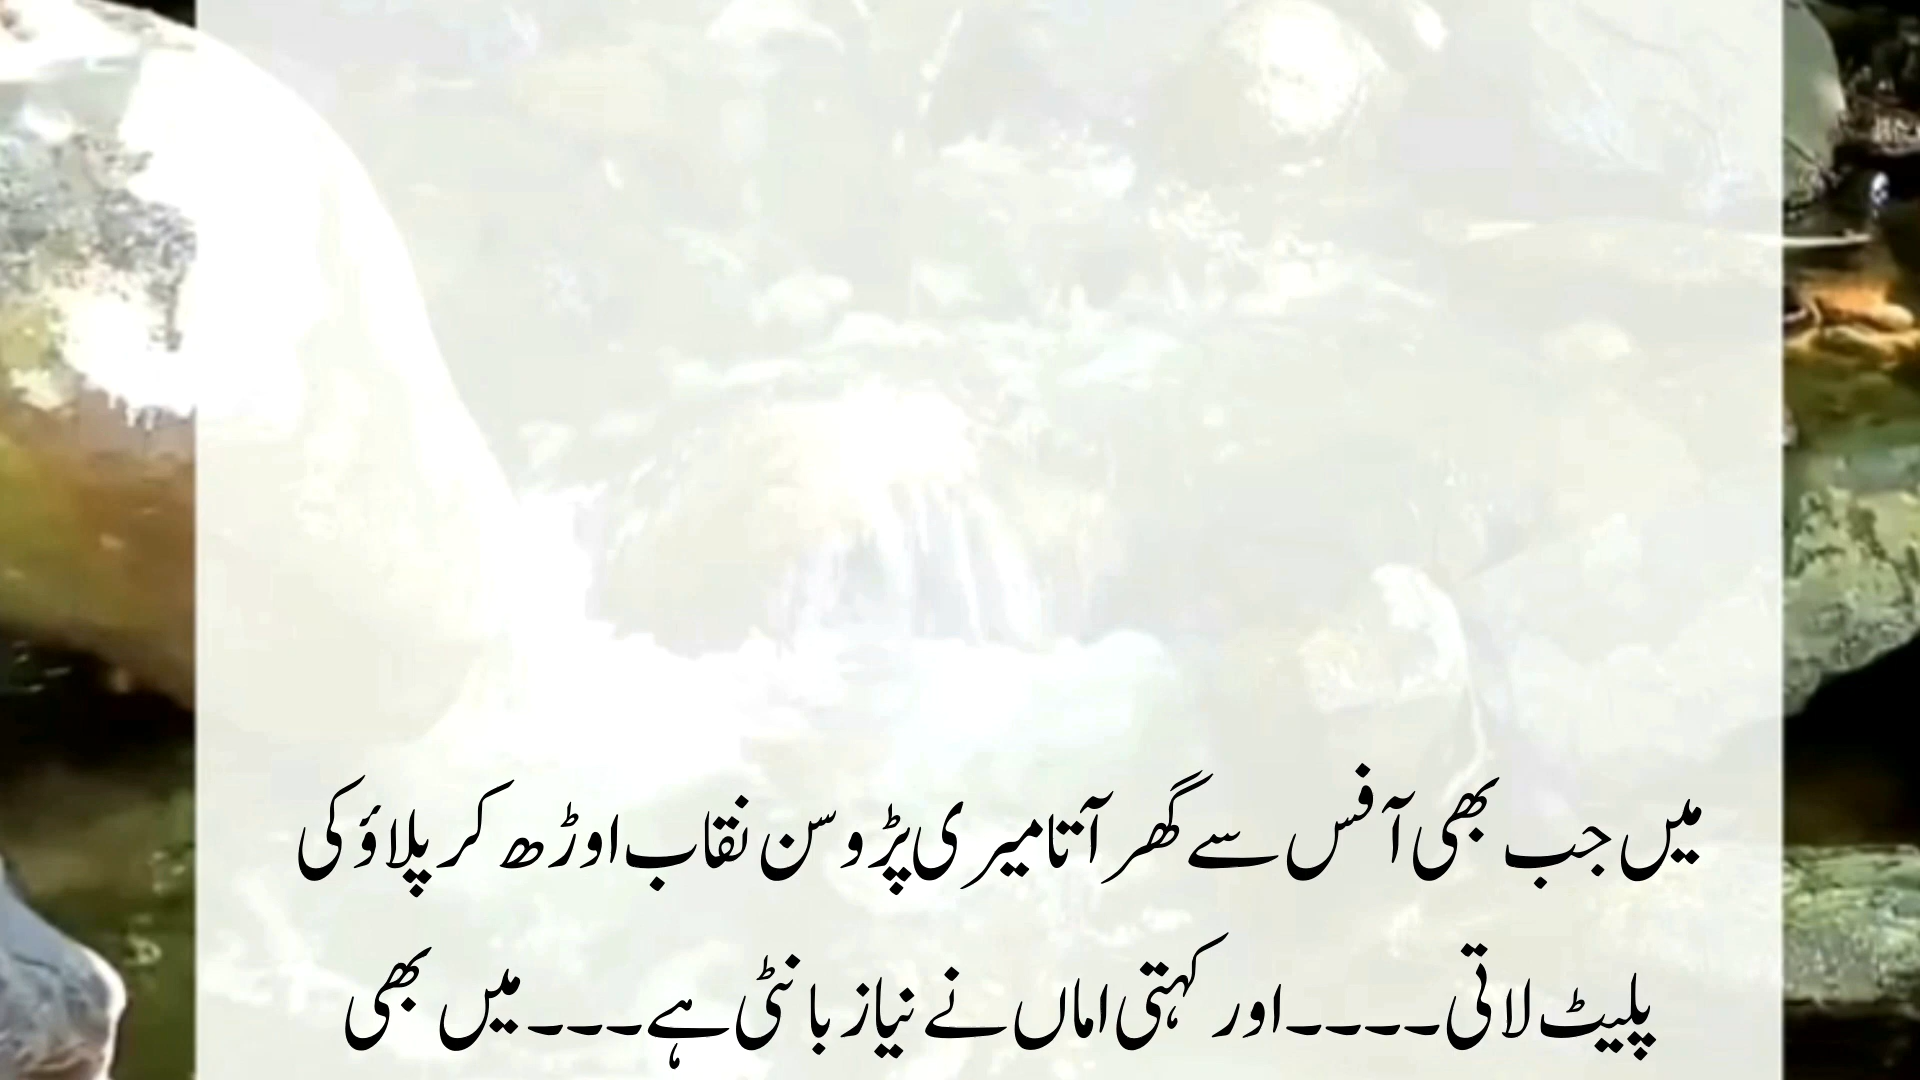 میں جب بھی آفس سے گھر آتا میری پڑوسن نقاب اوڑھ کر پلاؤ کی
پلیٹ لاتی۔۔۔۔اور کہتی اماں نے نیاز بانٹی ہے۔۔۔میں بھی